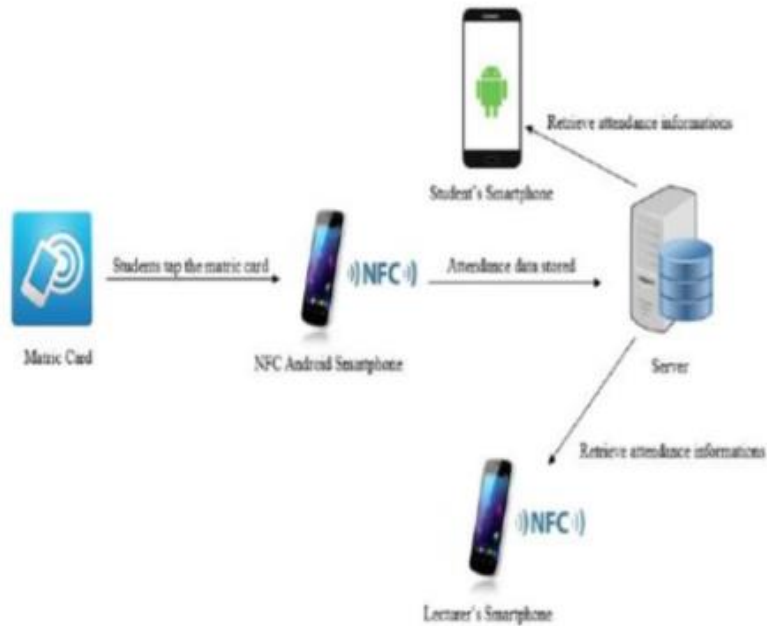 Retrieve attendance informations
Student's Smartphone
Students tap the matric card
NFC
Attendance data stored
Matric Card
NFC Android Smartphone
Server
Retrieve attendance informations
NFC
Lecturer's Smartphone